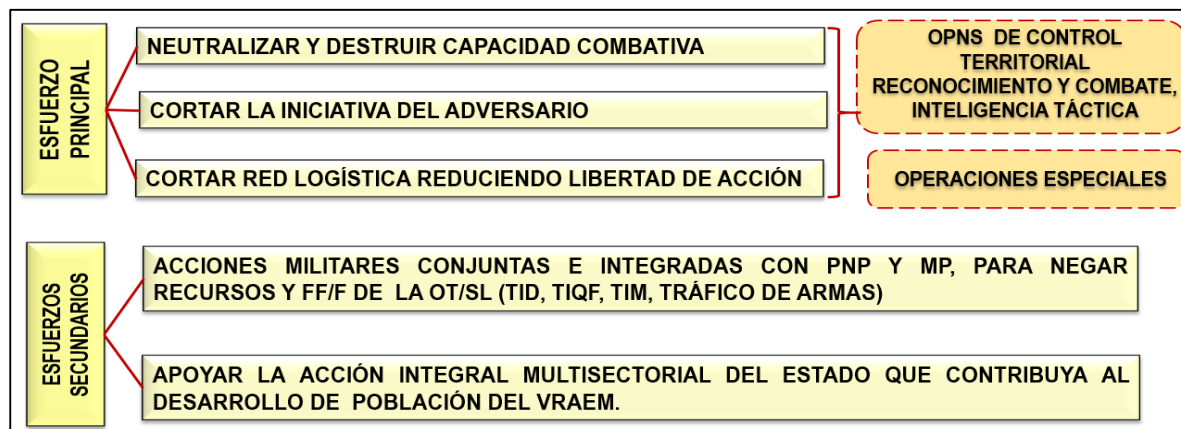 ESFUERZO
PRINCIPAL
NEUTRALIZAR Y DESTRUIR CAPACIDAD COMBATIVA
CORTAR LA INICIATIVA DEL ADVERSARIO
CORTAR RED LOGÍSTICA REDUCIENDO LIBERTAD DE ACCIÓN
OPNS DE CONTROL
TERRITORIAL
RECONOCIMIENTO Y COMBATE,
INTELIGENCIA TÁCTICA
OPERACIONES ESPECIALES
ESFUERZOS
SECUNDARIOS
ACCIONES MILITARES CONJUNTAS E INTEGRADAS CON PNP Y MP, PARA NEGAR
RECURSOS Y FF/F DE LA OT/SL (TID, TIQF, TIM, TRÁFICO DE ARMAS)
APOYAR LA ACCIÓN INTEGRAL MULTISECTORIAL DEL ESTADO QUE CONTRIBUYA AL
DESARROLLO DE POBLACIÓN DEL VRAEM.